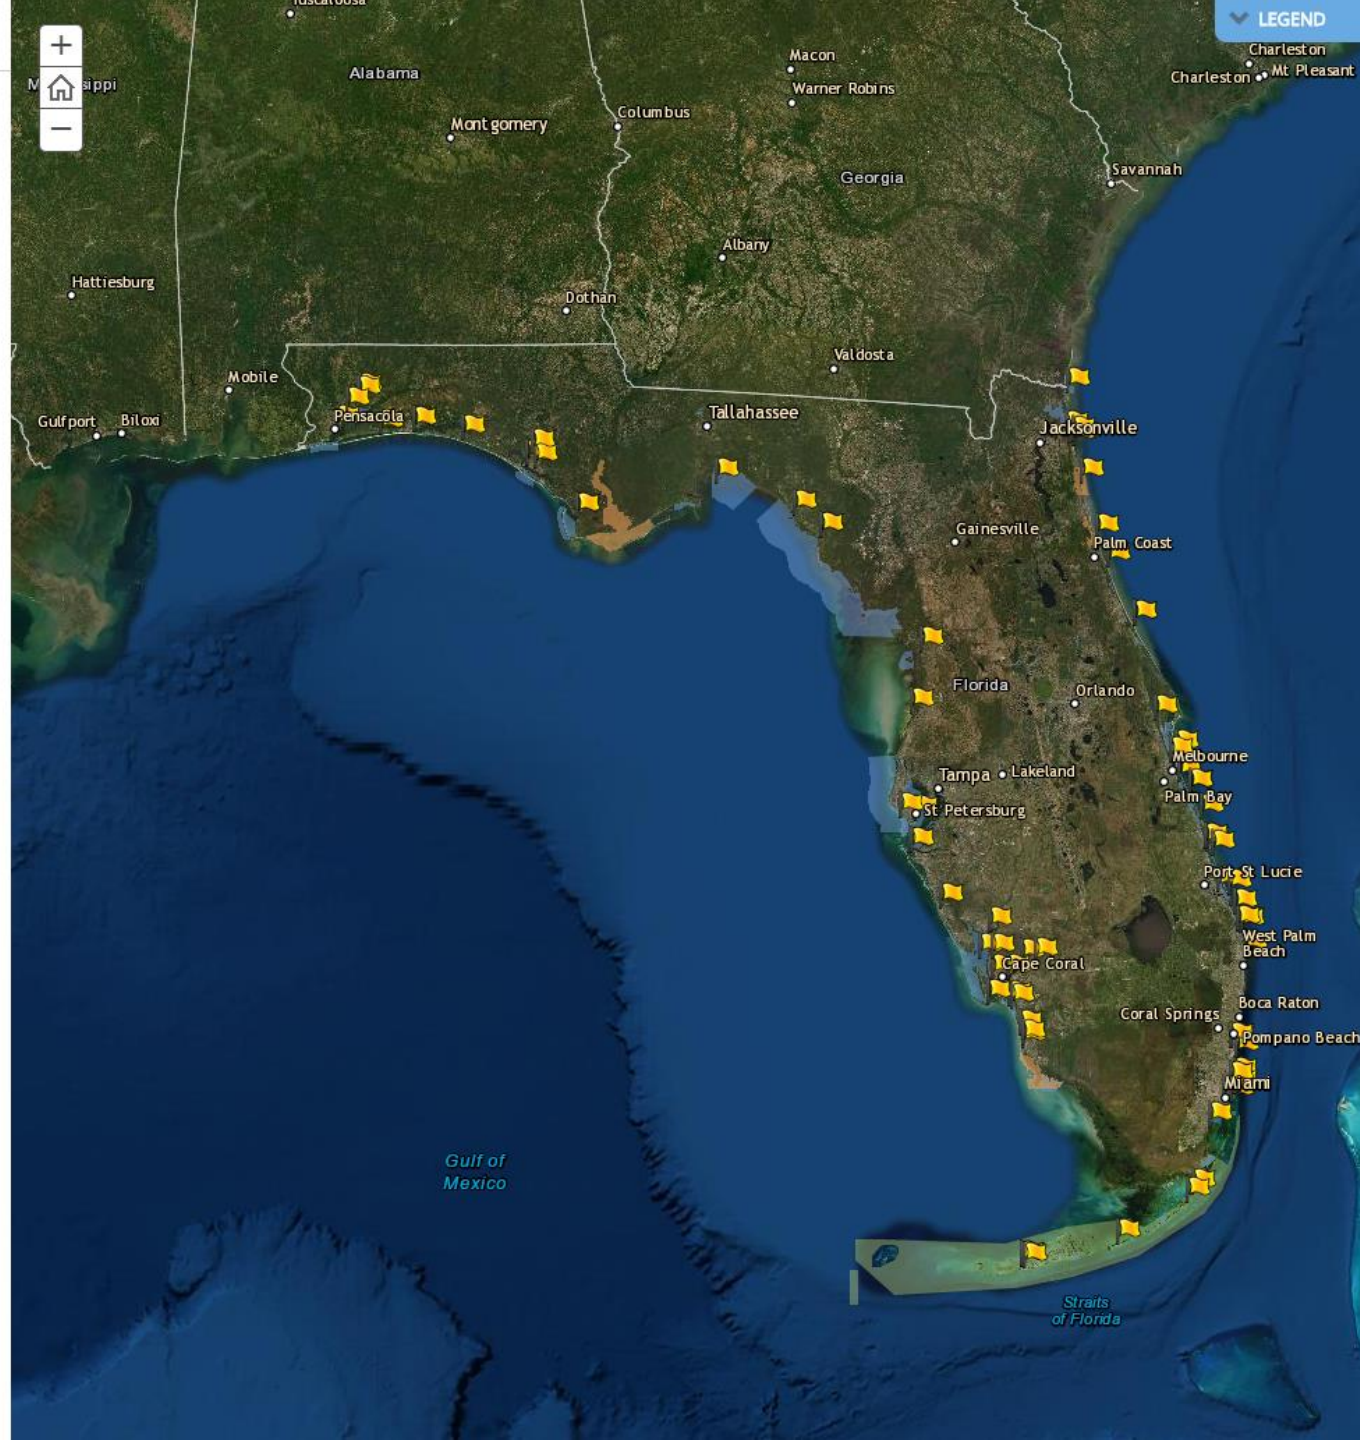 Tuscaloosa
LEGEND
Charleston
Macon
Alabama
Mt Pleasant
Charleston
Warner Robins
Columbus
Montgomery
Savannah
Georgia
Albany
Hattiesburg
Dothan
Valdosta
Mobile
Pensacola
Tallahassee
Gulfport
Biloxi
Jacksonville
Gainesville
Palm Coast
Florida
Orlando
Melbourne
Tampa
Lakeland
Palm Bay
St Petersburg
Port St Lucie
West Palm
Beach
Cape Coral
Boca Raton
Coral Springs
Pompano Beach
Miami
Gulf of
Mexico
Straits
of Florida